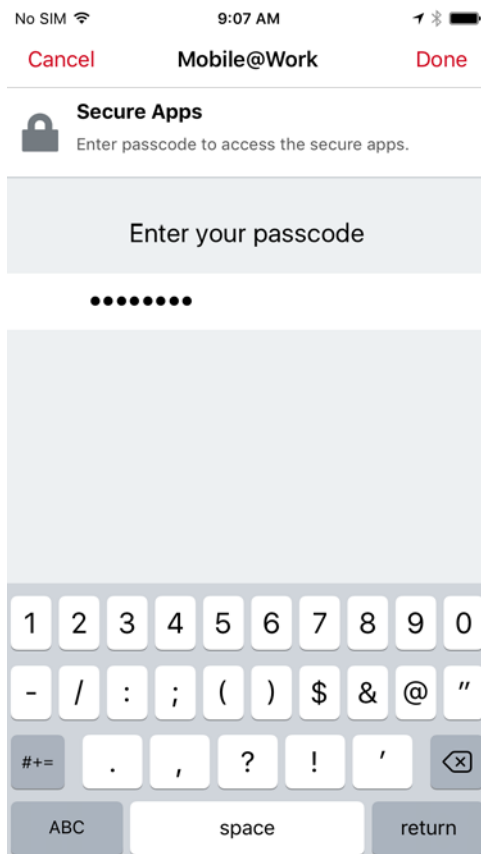 No SIM 9:07 AM
Cancel Mobile@Work Done
Secure Apps
Enter passcode to access the secure apps.
Enter your passcode
••••••••
1 2 3 4 5 6 7 8 9 0
- / : ; ( ) $ & @ "
#+= . , ? ! '
ABC space return